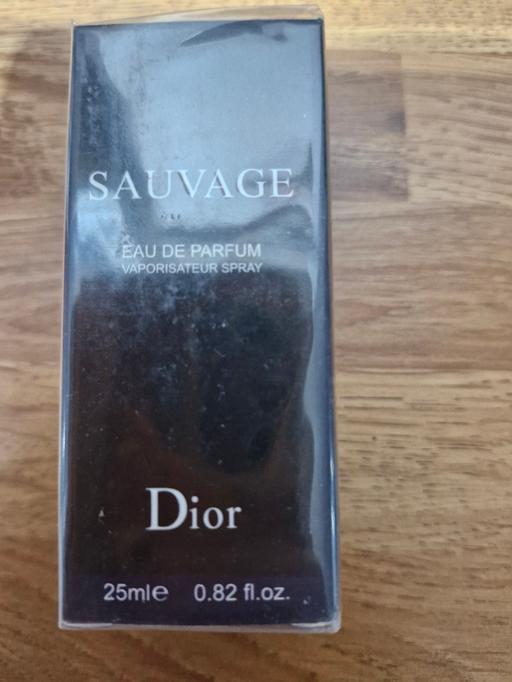 SAUVAGE
EAU DE PARFUM
VAPORISATEUR SPRAY
Dior
25ml℮ 0.82 fl.oz.